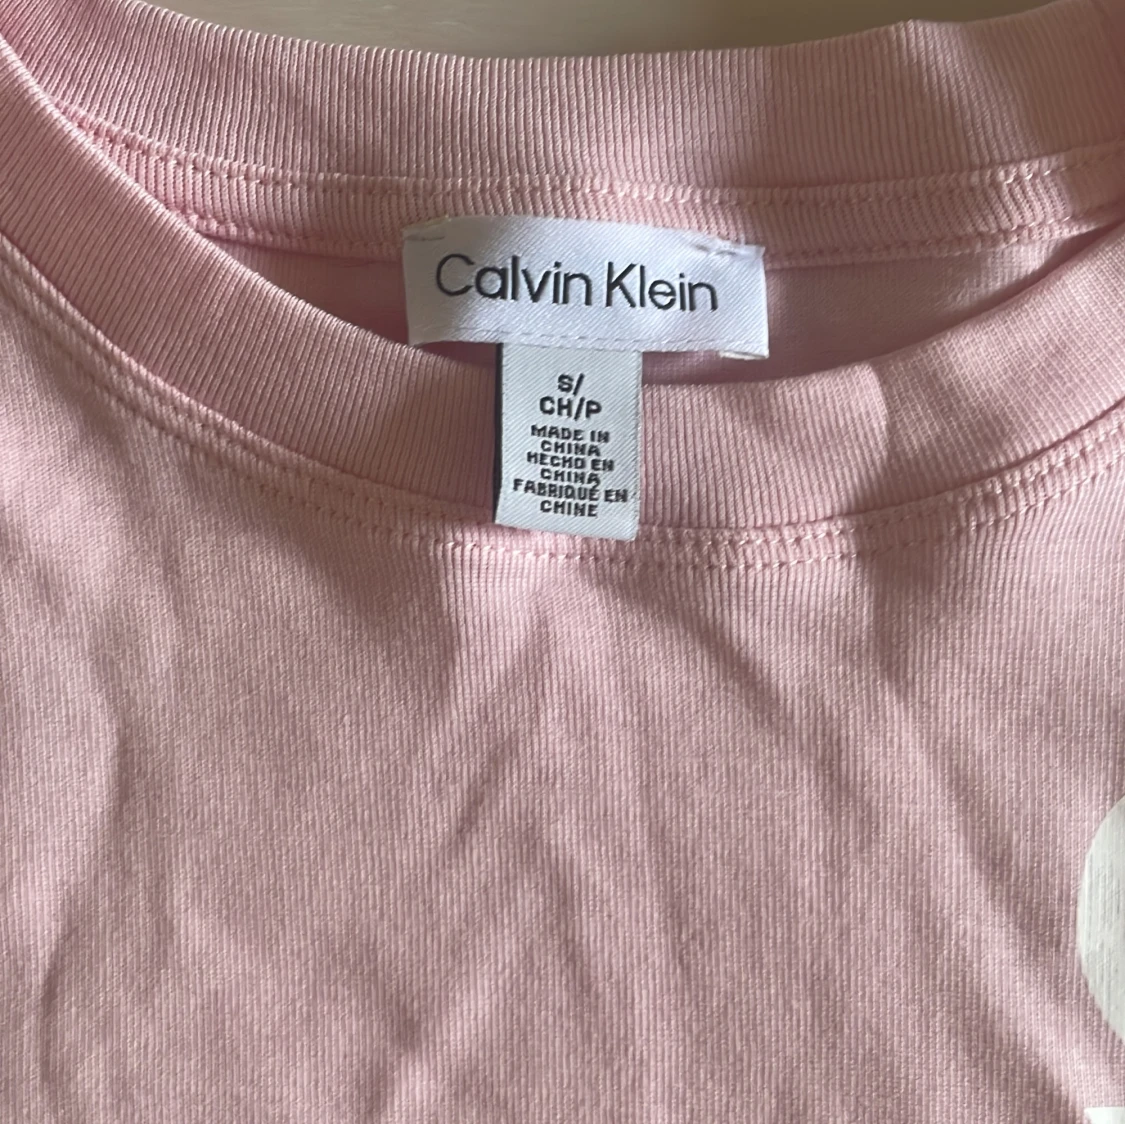 Calvin Klein
S/
CH/P
MADE IN
CHINA
HECHO EN
CHINA
FABRIQUÉ EN
CHINE